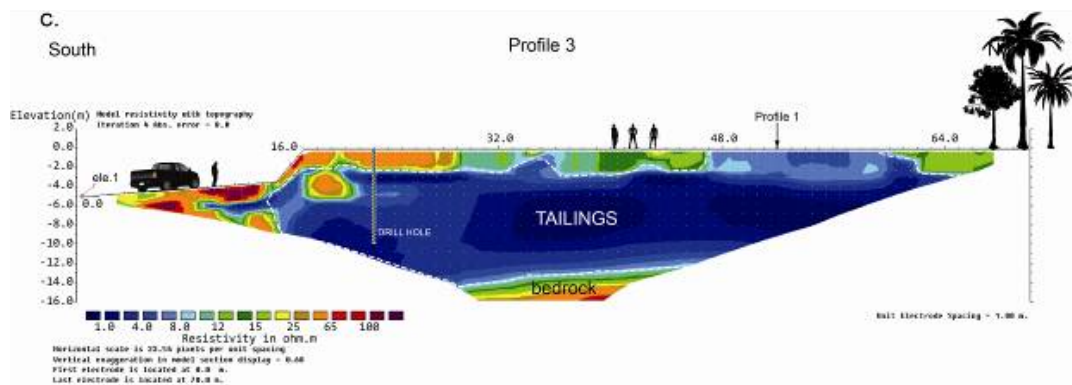 C.
South
Profile 3
Elevation(m) Model resistivity with topography
Iteration 4 Abs. error = 0.0
2.0
0.0
-2.0
-4.0
-6.0
-8.0
-10.0
-12.0
-14.0
-16.0
ele.1
0.0
16.0
32.0
48.0
64.0
Profile 1
TAILINGS
DRILL HOLE
bedrock
1.0 4.0 8.0 12 15 25 65 100
Resistivity in ohm.m
Unit Electrode Spacing = 1.00 m.
Horizontal scale is 23.55 pixels per unit spacing
Vertical exaggeration in model section display = 0.60
First electrode is located at 0.0 m.
Last electrode is located at 70.0 m.